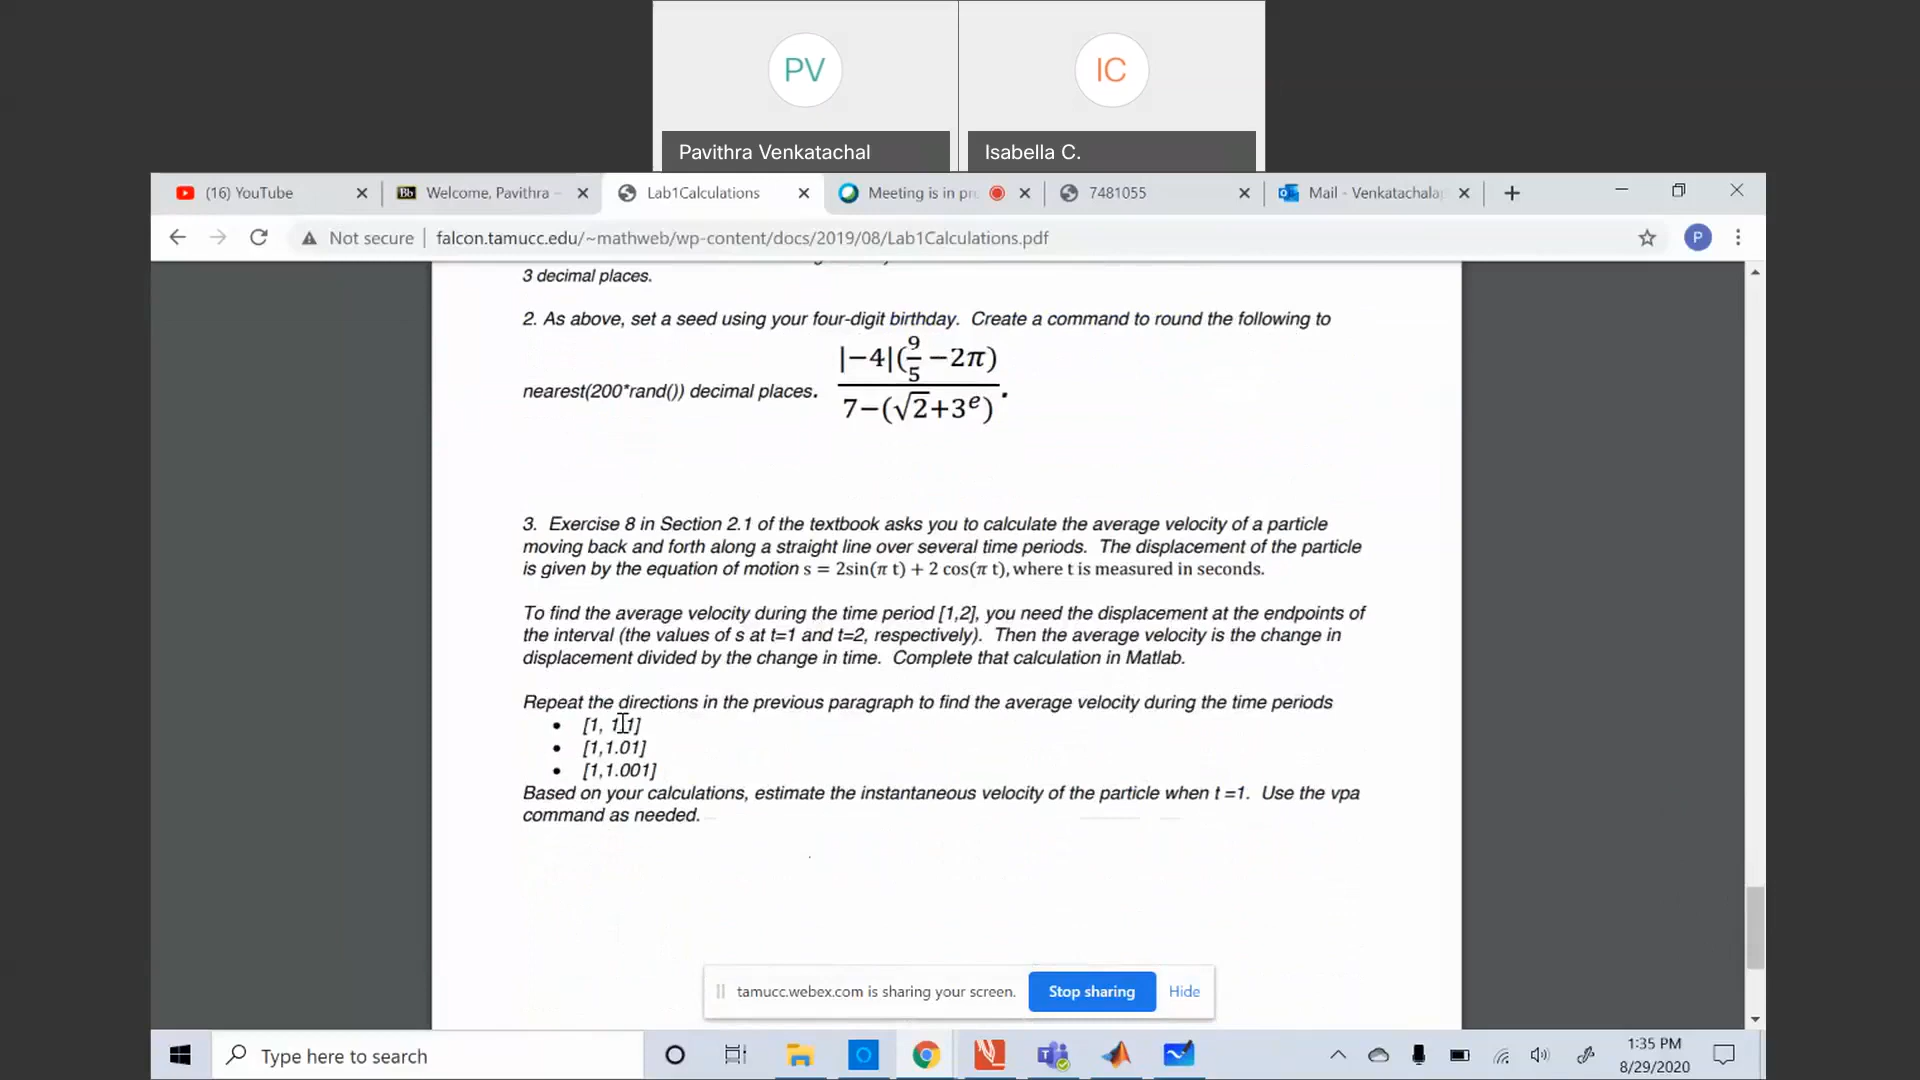 PV
IC
Pavithra Venkatachal
Isabella C.
(16) YouTube
Bb Welcome, Pavithra –
Lab1Calculations
Meeting is in pr
7481055
Mail - Venkatachala
Not secure | falcon.tamucc.edu/~mathweb/wp-content/docs/2019/08/Lab1Calculations.pdf
P
3 decimal places.
2. As above, set a seed using your four-digit birthday. Create a command to round the following to
nearest(200*rand()) decimal places. |−4|(9/5 −2π) / 7−(√2+3^e) .
3. Exercise 8 in Section 2.1 of the textbook asks you to calculate the average velocity of a particle
moving back and forth along a straight line over several time periods. The displacement of the particle
is given by the equation of motion s = 2sin(π t) + 2 cos(π t), where t is measured in seconds.
To find the average velocity during the time period [1,2], you need the displacement at the endpoints of
the interval (the values of s at t=1 and t=2, respectively). Then the average velocity is the change in
displacement divided by the change in time. Complete that calculation in Matlab.
Repeat the directions in the previous paragraph to find the average velocity during the time periods
• [1, 1.1]
• [1,1.01]
• [1,1.001]
Based on your calculations, estimate the instantaneous velocity of the particle when t =1. Use the vpa
command as needed.
tamucc.webex.com is sharing your screen.
Stop sharing
Hide
Type here to search
1:35 PM
8/29/2020